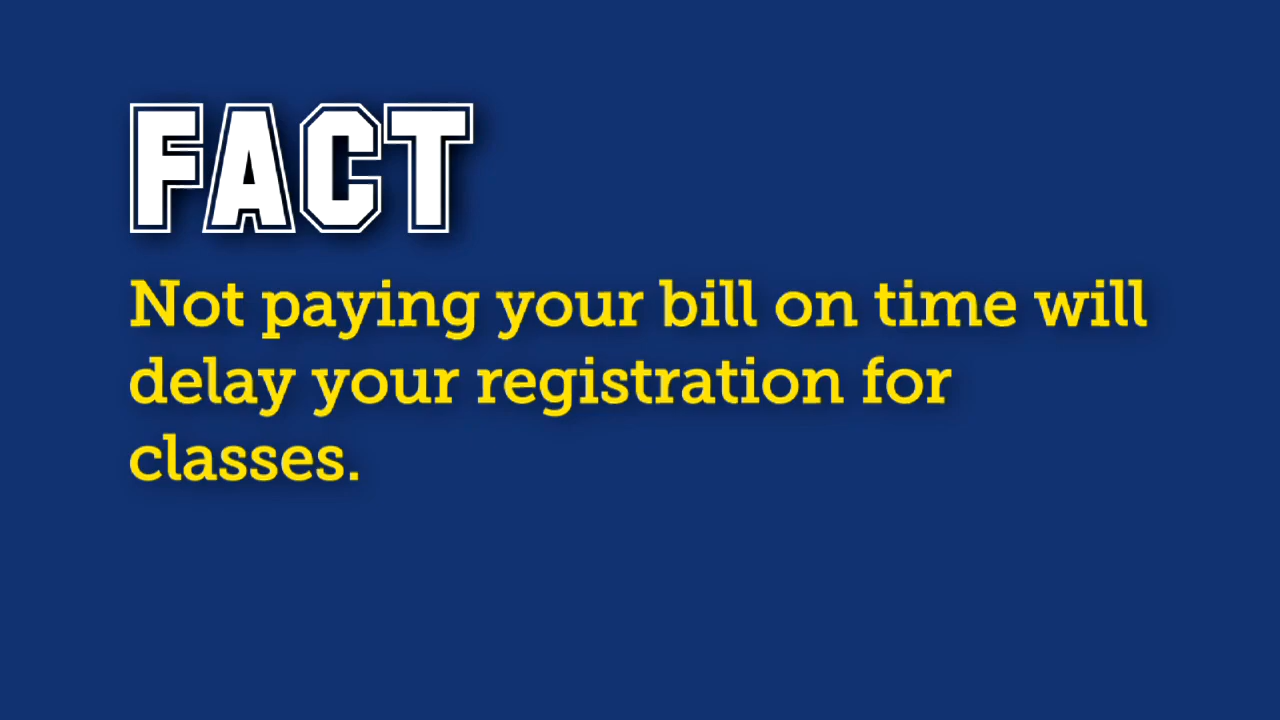 FACT
Not paying your bill on time will
delay your registration for
classes.